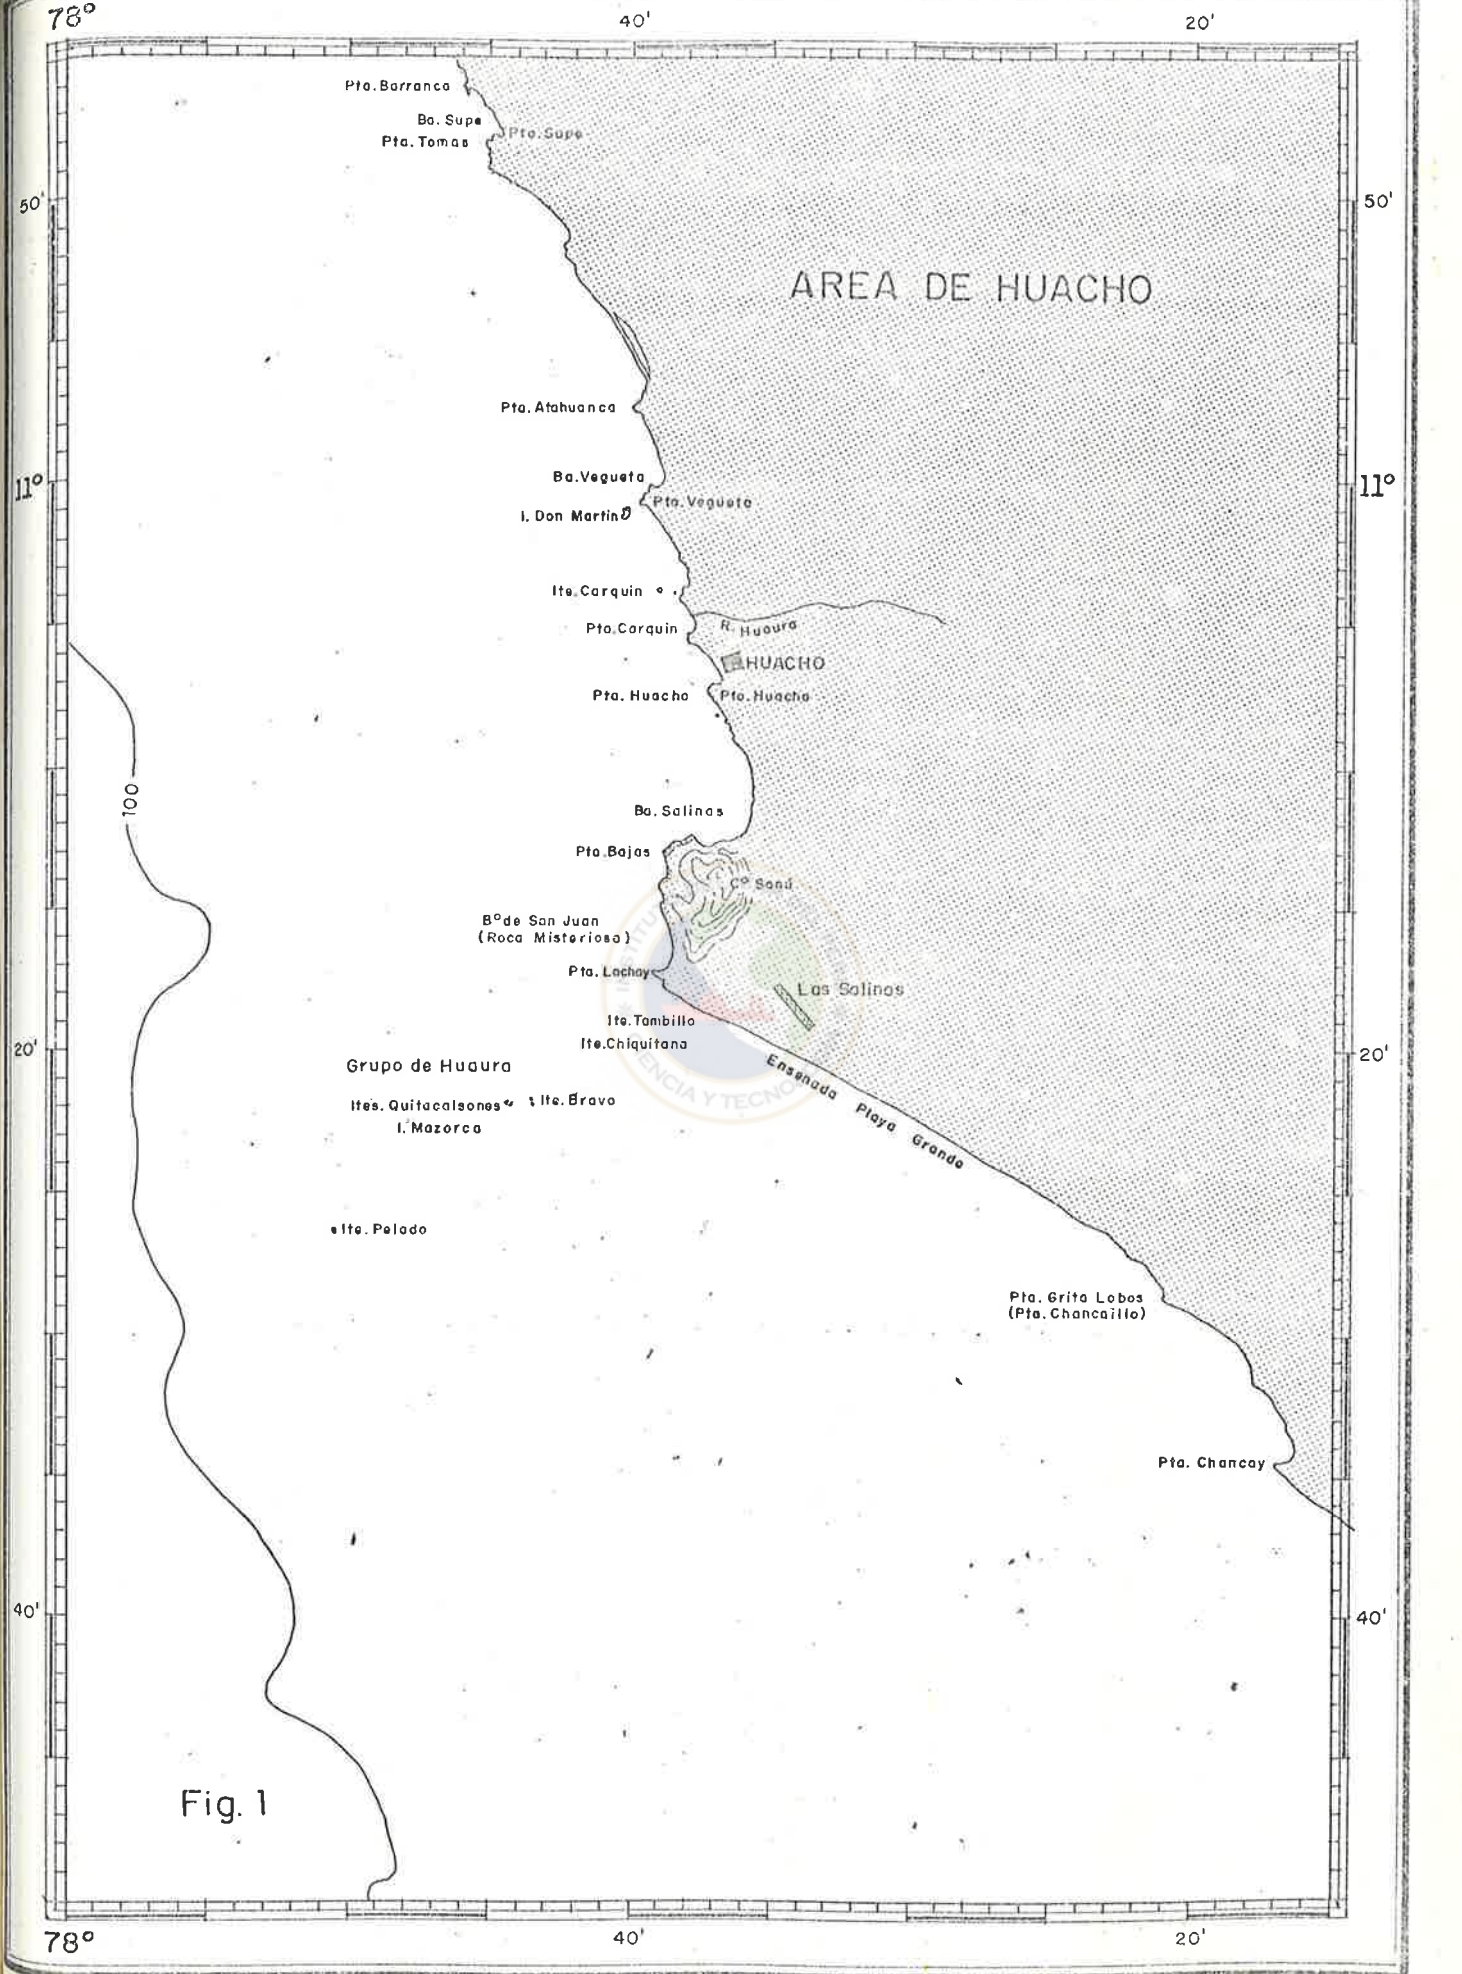 78°
40'
20'
Pta. Barranca
Ba. Supe
Pto. Supe
Pta. Tomas
50'
50'
AREA DE HUACHO
Pta. Atahuanca
Ba. Vegueta
11°
11°
Pta. Vegueta
I. Don Martin
Ite. Carquin
Pta. Carquin
R. Huaura
HUACHO
Pta. Huacho
Pto. Huacho
100
Ba. Salinas
Pta. Bajas
C° Sanú
B° de San Juan
(Roca Misteriosa)
Pta. Lachay
Las Salinas
Ite. Tambillo
Ite. Chiquitana
20'
20'
Grupo de Huaura
Ensenada Playa Grande
Ites. Quitacalsones
Ite. Bravo
I. Mazorca
Ite. Pelado
Pta. Grita Lobos
(Pta. Chancaillo)
Pta. Chancay
40'
40'
Fig. 1
78°
40'
20'